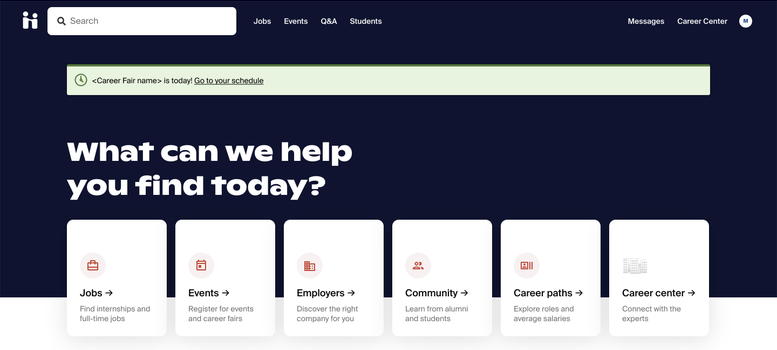 Search
Jobs Events Q&A Students
Messages Career Center M
<Career Fair name> is today! Go to your schedule
What can we help
you find today?
Jobs →
Find internships and
full-time jobs
Events →
Register for events
and career fairs
Employers →
Discover the right
company for you
Community →
Learn from alumni
and students
Career paths →
Explore roles and
average salaries
Career center →
Connect with the
experts